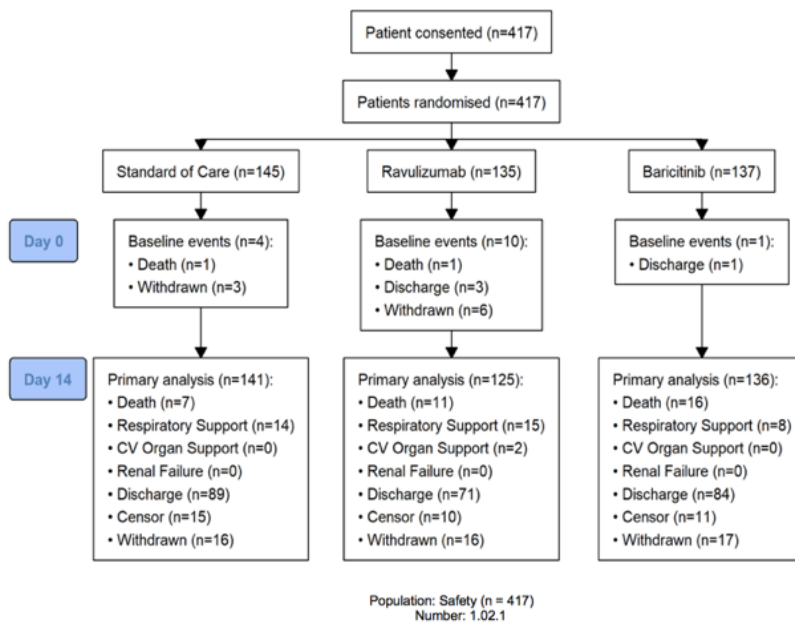 Patient consented (n=417)
Patients randomised (n=417)
Standard of Care (n=145)
Ravulizumab (n=135)
Baricitinib (n=137)
Day 0
Baseline events (n=4):
• Death (n=1)
• Withdrawn (n=3)
Baseline events (n=10):
• Death (n=1)
• Discharge (n=3)
• Withdrawn (n=6)
Baseline events (n=1):
• Discharge (n=1)
Day 14
Primary analysis (n=141):
• Death (n=7)
• Respiratory Support (n=14)
• CV Organ Support (n=0)
• Renal Failure (n=0)
• Discharge (n=89)
• Censor (n=15)
• Withdrawn (n=16)
Primary analysis (n=125):
• Death (n=11)
• Respiratory Support (n=15)
• CV Organ Support (n=2)
• Renal Failure (n=0)
• Discharge (n=71)
• Censor (n=10)
• Withdrawn (n=16)
Primary analysis (n=136):
• Death (n=16)
• Respiratory Support (n=8)
• CV Organ Support (n=0)
• Renal Failure (n=0)
• Discharge (n=84)
• Censor (n=11)
• Withdrawn (n=17)
Population: Safety (n = 417)
Number: 1.02.1